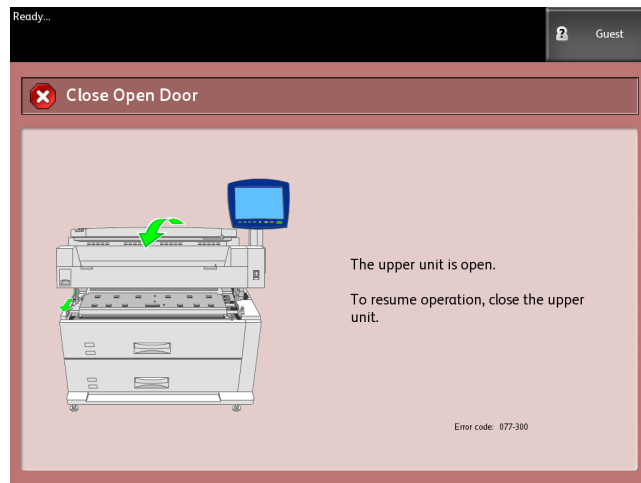 Ready...
Guest
Close Open Door
The upper unit is open.
To resume operation, close the upper
unit.
Error code: 077-300